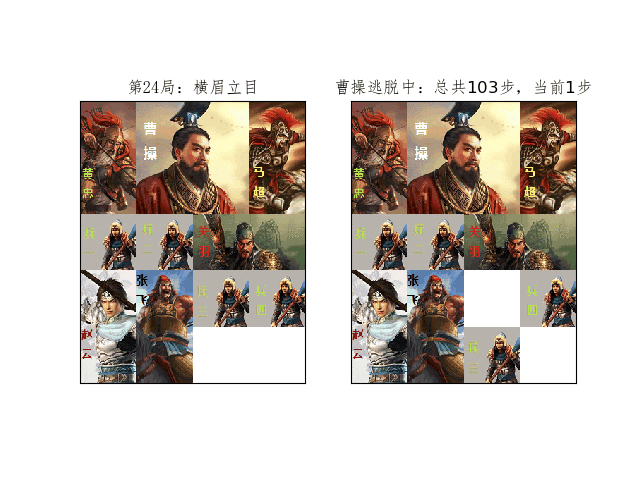 第24局：横眉立目
曹操逃脱中：总共103步，当前1步
黄忠
曹操
马超
兵一
兵二
关羽
赵云
张飞
兵三
兵四
黄忠
曹操
马超
兵一
兵二
关羽
赵云
张飞
兵四
兵三